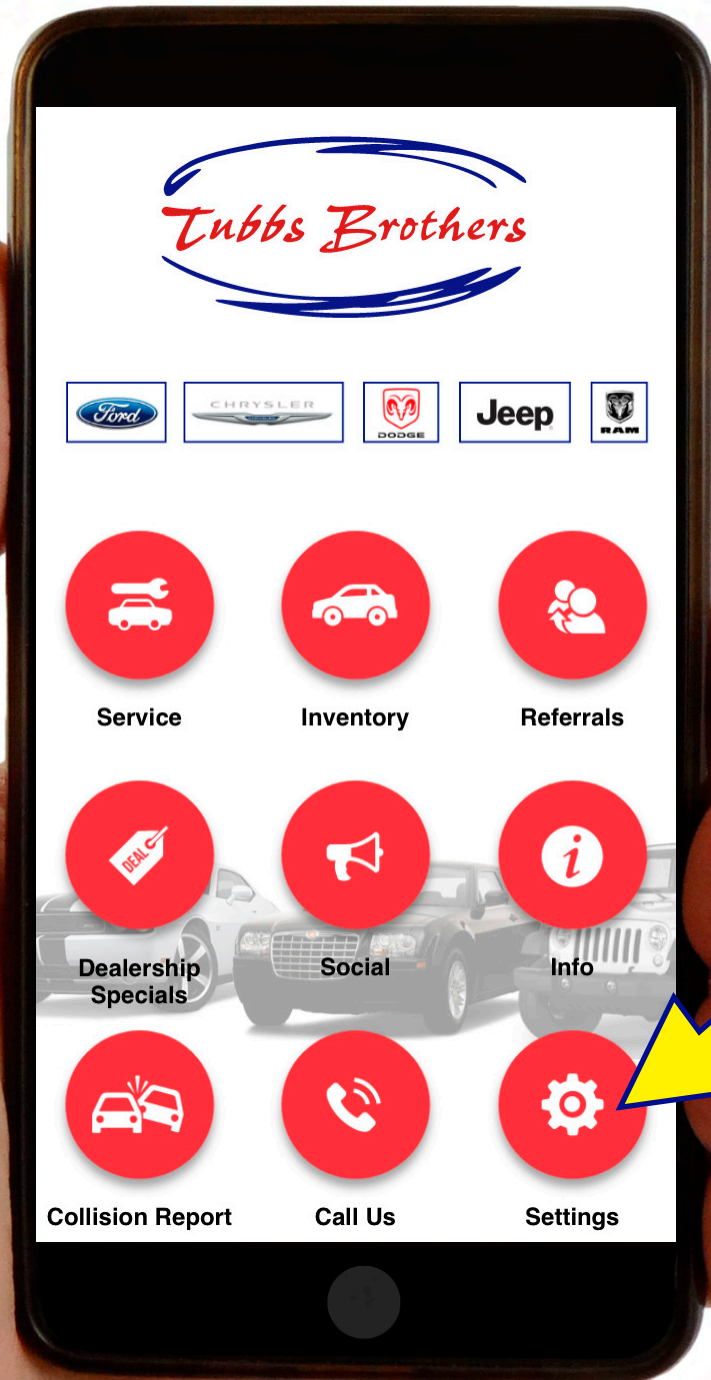 Tubbs Brothers
Ford CHRYSLER DODGE Jeep RAM
Service Inventory Referrals
DEAL
Dealership Specials
Social
Info
Collision Report Call Us Settings